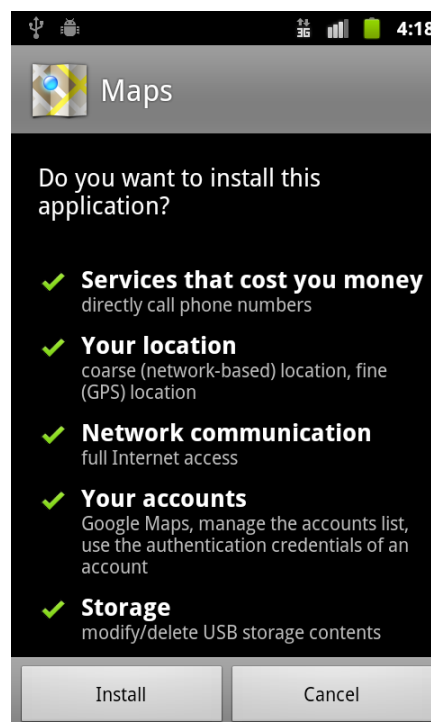 3G 4:18
Maps
Do you want to install this
application?
Services that cost you money
directly call phone numbers
Your location
coarse (network-based) location, fine
(GPS) location
Network communication
full Internet access
Your accounts
Google Maps, manage the accounts list,
use the authentication credentials of an
account
Storage
modify/delete USB storage contents
Install Cancel